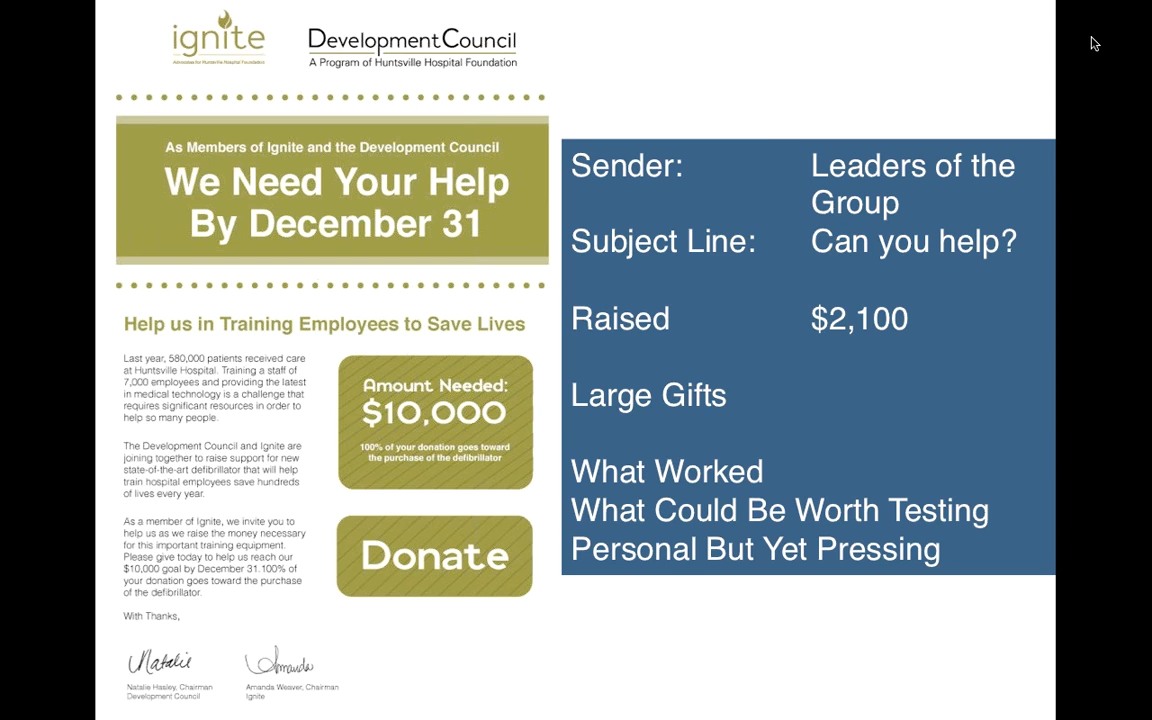 ignite
Advocates for Huntsville Hospital Foundation
DevelopmentCouncil
A Program of Huntsville Hospital Foundation
As Members of Ignite and the Development Council
We Need Your Help
By December 31
Help us in Training Employees to Save Lives
Last year, 580,000 patients received care
at Huntsville Hospital. Training a staff of
7,000 employees and providing the latest
in medical technology is a challenge that
requires significant resources in order to
help so many people.
The Development Council and Ignite are
joining together to raise support for new
state-of-the-art defibrillator that will help
train hospital employees save hundreds
of lives every year.
As a member of Ignite, we invite you to
help us as we raise the money necessary
for this important training equipment.
Please give today to help us reach our
$10,000 goal by December 31.100% of
your donation goes toward the purchase
of the defibrillator.
With Thanks,
Natalie
Natalie Hasley, Chairman
Development Council
Amanda
Amanda Weaver, Chairman
Ignite
Amount Needed:
$10,000
100% of your donation goes toward
the purchase of the defibrillator
Donate
Sender: Leaders of the
Group
Subject Line: Can you help?
Raised $2,100
Large Gifts
What Worked
What Could Be Worth Testing
Personal But Yet Pressing